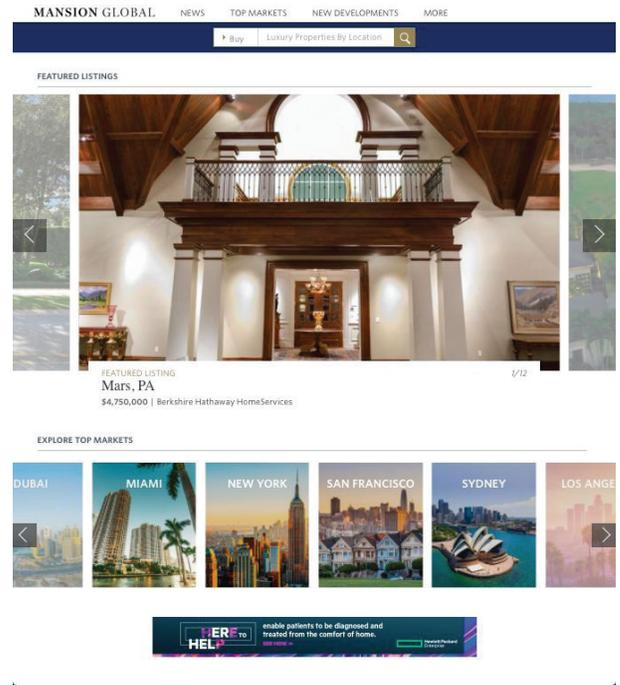 MANSION GLOBAL
NEWS
TOP MARKETS
NEW DEVELOPMENTS
MORE
Buy
Luxury Properties By Location
FEATURED LISTINGS
FEATURED LISTING
1/12
Mars, PA
$4,750,000 | Berkshire Hathaway HomeServices
EXPLORE TOP MARKETS
DUBAI
MIAMI
NEW YORK
SAN FRANCISCO
SYDNEY
LOS ANGE
HERE TO
HELP
enable patients to be diagnosed and
treated from the comfort of home.
SEE HOW
Hewlett Packard
Enterprise